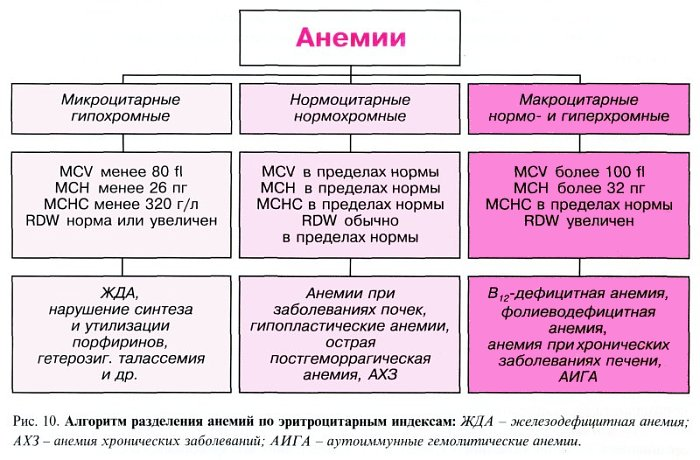 Анемии
Микроцитарные
гипохромные
Нормоцитарные
нормохромные
Макроцитарные
нормо- и гиперхромные
MCV менее 80 fl
MCH менее 26 пг
MCHC менее 320 г/л
RDW норма или увеличен
MCV в пределах нормы
MCH в пределах нормы
MCHC в пределах нормы
RDW обычно
в пределах нормы
MCV более 100 fl
MCH более 32 пг
MCHC в пределах нормы
RDW увеличен
ЖДА,
нарушение синтеза
и утилизации
порфиринов,
гетерозиг. талассемия
и др.
Анемии при
заболеваниях почек,
гипопластические анемии,
острая
постгеморрагическая
анемия, АХЗ
B12-дефицитная анемия,
фолиеводефицитная
анемия,
анемия при хронических
заболеваниях печени,
АИГА
Рис. 10. Алгоритм разделения анемий по эритроцитарным индексам: ЖДА – железодефицитная анемия;
АХЗ – анемия хронических заболеваний; АИГА – аутоиммунные гемолитические анемии.